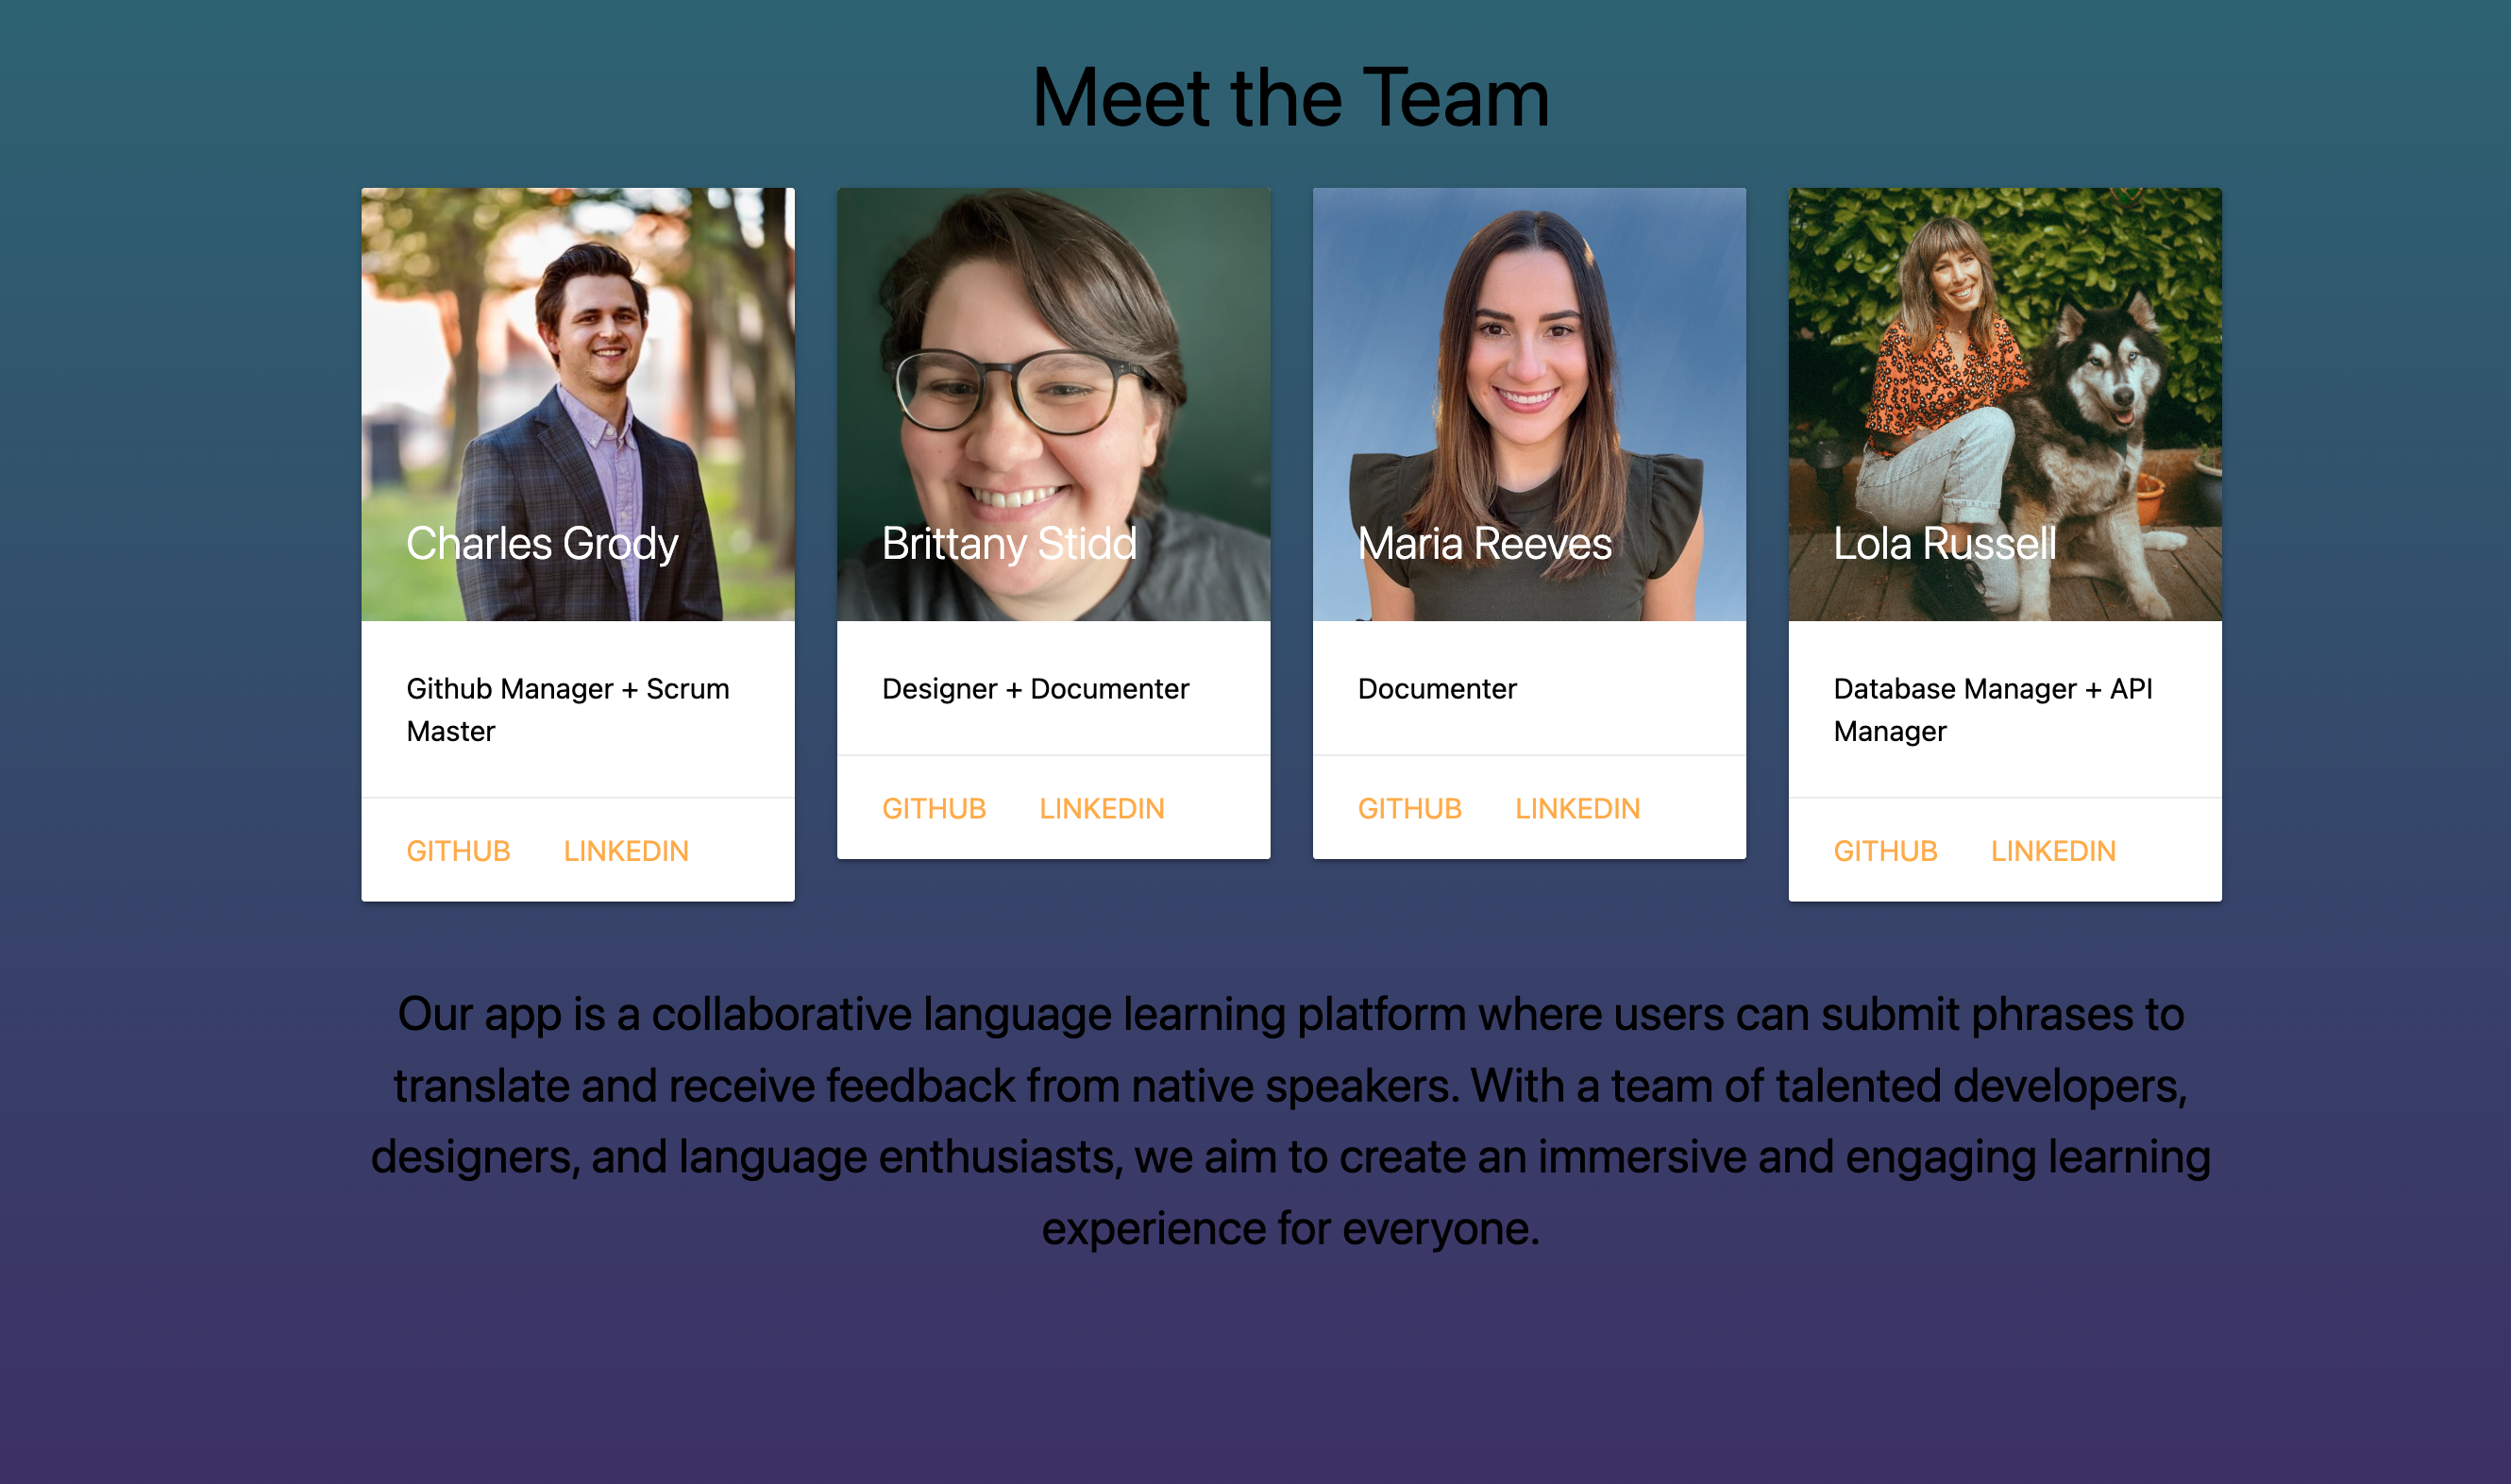 Meet the Team
Charles Grody
Github Manager + Scrum
Master
GITHUB LINKEDIN
Brittany Stidd
Designer + Documenter
GITHUB LINKEDIN
Maria Reeves
Documenter
GITHUB LINKEDIN
Lola Russell
Database Manager + API
Manager
GITHUB LINKEDIN
Our app is a collaborative language learning platform where users can submit phrases to
translate and receive feedback from native speakers. With a team of talented developers,
designers, and language enthusiasts, we aim to create an immersive and engaging learning
experience for everyone.